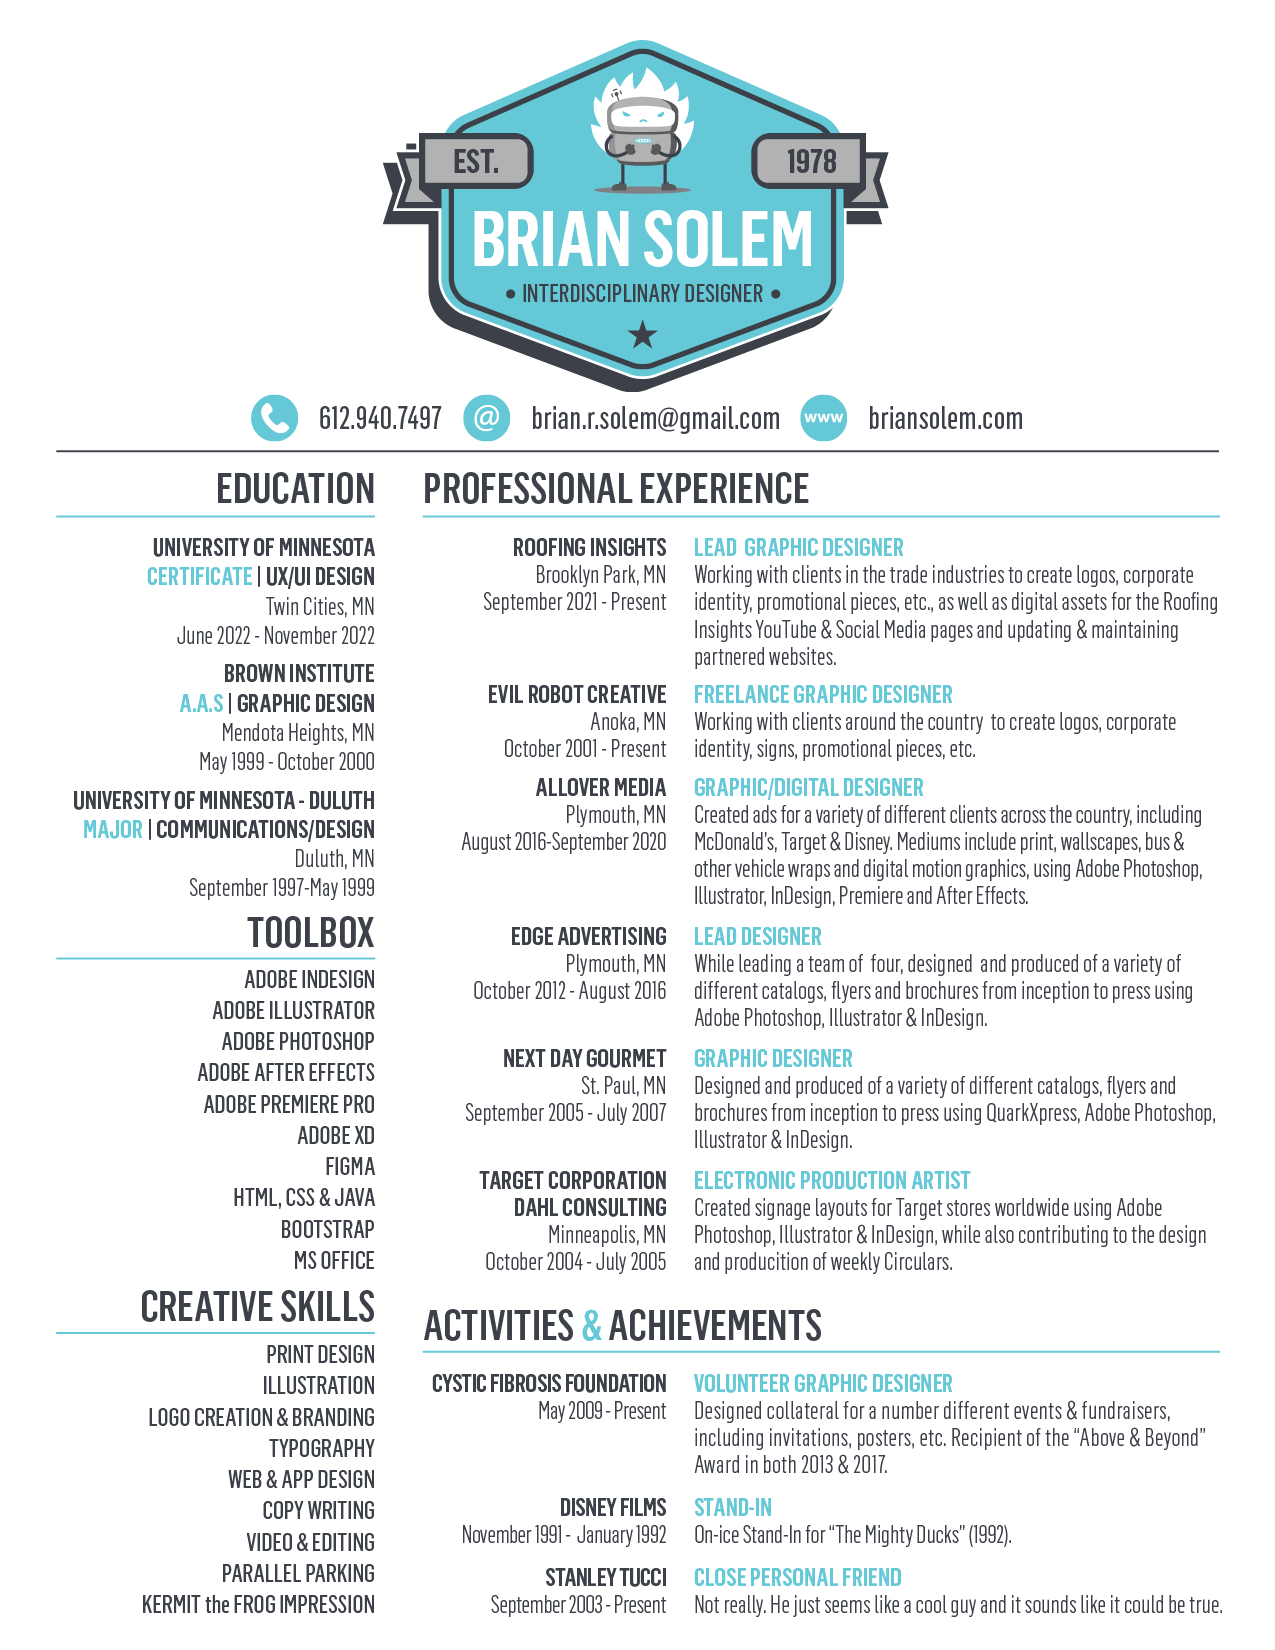 EST.
1978
BRIAN SOLEM
• INTERDISCIPLINARY DESIGNER •
612.940.7497
@
brian.r.solem@gmail.com
www
briansolem.com
EDUCATION
UNIVERSITY OF MINNESOTA
CERTIFICATE | UX/UI DESIGN
Twin Cities, MN
June 2022 - November 2022
BROWN INSTITUTE
A.A.S | GRAPHIC DESIGN
Mendota Heights, MN
May 1999 - October 2000
UNIVERSITY OF MINNESOTA - DULUTH
MAJOR | COMMUNICATIONS/DESIGN
Duluth, MN
September 1997-May 1999
TOOLBOX
ADOBE INDESIGN
ADOBE ILLUSTRATOR
ADOBE PHOTOSHOP
ADOBE AFTER EFFECTS
ADOBE PREMIERE PRO
ADOBE XD
FIGMA
HTML, CSS & JAVA
BOOTSTRAP
MS OFFICE
CREATIVE SKILLS
PRINT DESIGN
ILLUSTRATION
LOGO CREATION & BRANDING
TYPOGRAPHY
WEB & APP DESIGN
COPY WRITING
VIDEO & EDITING
PARALLEL PARKING
KERMIT the FROG IMPRESSION
PROFESSIONAL EXPERIENCE
ROOFING INSIGHTS
Brooklyn Park, MN
September 2021 - Present
LEAD GRAPHIC DESIGNER
Working with clients in the trade industries to create logos, corporate
identity, promotional pieces, etc., as well as digital assets for the Roofing
Insights YouTube & Social Media pages and updating & maintaining
partnered websites.
EVIL ROBOT CREATIVE
Anoka, MN
October 2001 - Present
FREELANCE GRAPHIC DESIGNER
Working with clients around the country to create logos, corporate
identity, signs, promotional pieces, etc.
ALLOVER MEDIA
Plymouth, MN
August 2016-September 2020
GRAPHIC/DIGITAL DESIGNER
Created ads for a variety of different clients across the country, including
McDonald's, Target & Disney. Mediums include print, wallscapes, bus &
other vehicle wraps and digital motion graphics, using Adobe Photoshop,
Illustrator, InDesign, Premiere and After Effects.
EDGE ADVERTISING
Plymouth, MN
October 2012 - August 2016
LEAD DESIGNER
While leading a team of four, designed and produced of a variety of
different catalogs, flyers and brochures from inception to press using
Adobe Photoshop, Illustrator & InDesign.
NEXT DAY GOURMET
St. Paul, MN
September 2005 - July 2007
GRAPHIC DESIGNER
Designed and produced of a variety of different catalogs, flyers and
brochures from inception to press using QuarkXpress, Adobe Photoshop,
Illustrator & InDesign.
TARGET CORPORATION
DAHL CONSULTING
Minneapolis, MN
October 2004 - July 2005
ELECTRONIC PRODUCTION ARTIST
Created signage layouts for Target stores worldwide using Adobe
Photoshop, Illustrator & InDesign, while also contributing to the design
and producition of weekly Circulars.
ACTIVITIES & ACHIEVEMENTS
CYSTIC FIBROSIS FOUNDATION
May 2009 - Present
VOLUNTEER GRAPHIC DESIGNER
Designed collateral for a number different events & fundraisers,
including invitations, posters, etc. Recipient of the “Above & Beyond”
Award in both 2013 & 2017.
DISNEY FILMS
November 1991 - January 1992
STAND-IN
On-ice Stand-In for “The Mighty Ducks” (1992).
STANLEY TUCCI
September 2003 - Present
CLOSE PERSONAL FRIEND
Not really. He just seems like a cool guy and it sounds like it could be true.